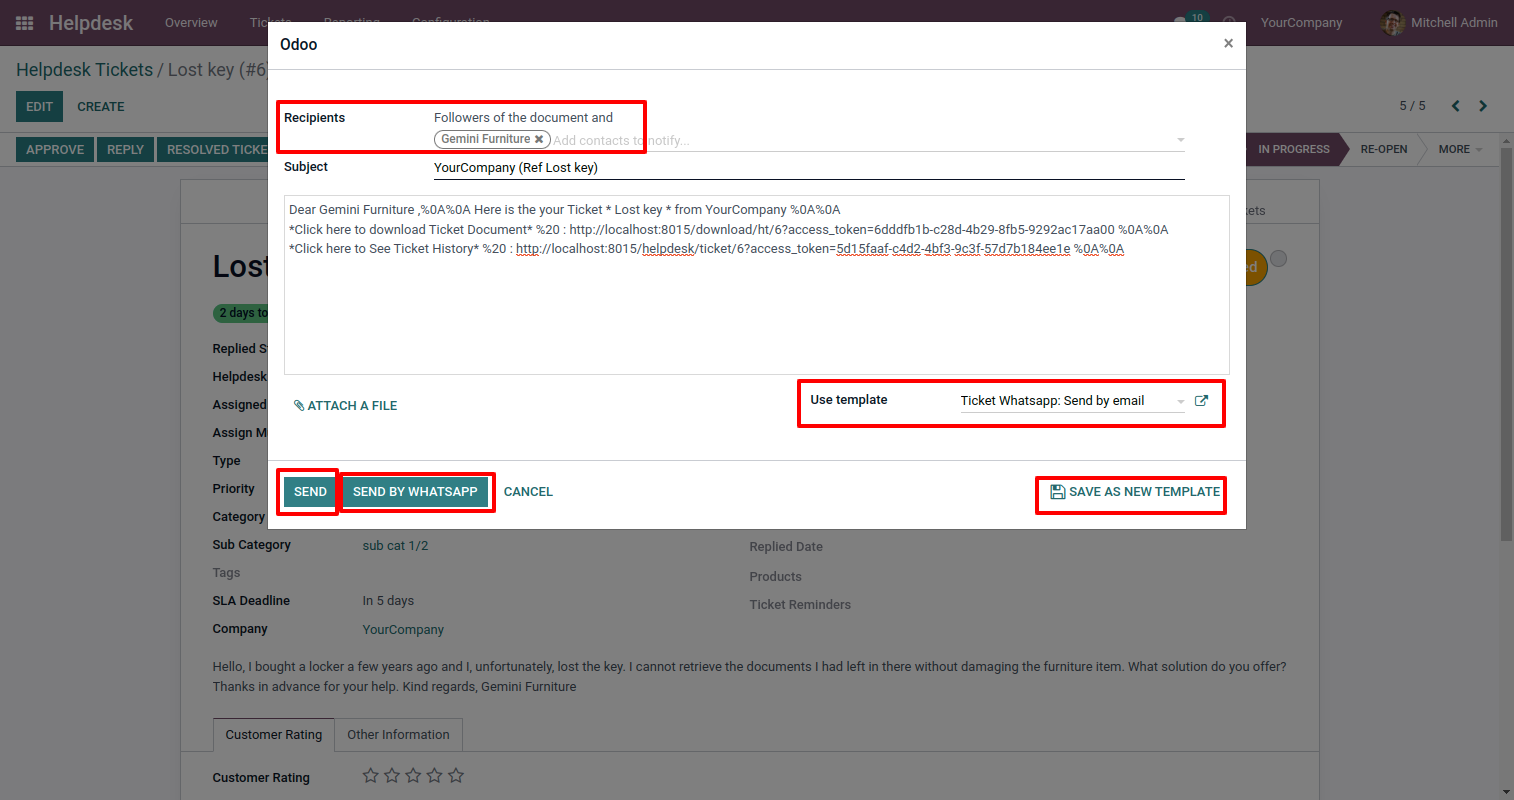 Helpdesk Overview Tickets Reporting Configuration 10 YourCompany Mitchell Admin
Odoo ×
Helpdesk Tickets / Lost key (#6)
EDIT CREATE 5 / 5
Recipients Followers of the document and
Gemini Furniture ✖ Add contacts to notify...
APPROVE REPLY RESOLVED TICKE IN PROGRESS RE-OPEN MORE
Subject YourCompany (Ref Lost key)
Dear Gemini Furniture ,%0A%0A Here is the your Ticket * Lost key * from YourCompany %0A%0A
*Click here to download Ticket Document* %20 : http://localhost:8015/download/ht/6?access_token=6dddfb1b-c28d-4b29-8fb5-9292ac17aa00 %0A%0A
*Click here to See Ticket History* %20 : http://localhost:8015/helpdesk/ticket/6?access_token=5d15faaf-c4d2-4bf3-9c3f-57d7b184ee1e %0A%0A
kets
Lost
ed
2 days to
Replied S
Helpdesk
Assigned
Assign M
Type
Priority
Category
ATTACH A FILE Use template Ticket Whatsapp: Send by email
SEND SEND BY WHATSAPP CANCEL SAVE AS NEW TEMPLATE
Sub Category sub cat 1/2 Replied Date
Tags Products
SLA Deadline In 5 days Ticket Reminders
Company YourCompany
Hello, I bought a locker a few years ago and I, unfortunately, lost the key. I cannot retrieve the documents I had left in there without damaging the furniture item. What solution do you offer?
Thanks in advance for your help. Kind regards, Gemini Furniture
Customer Rating Other Information
Customer Rating